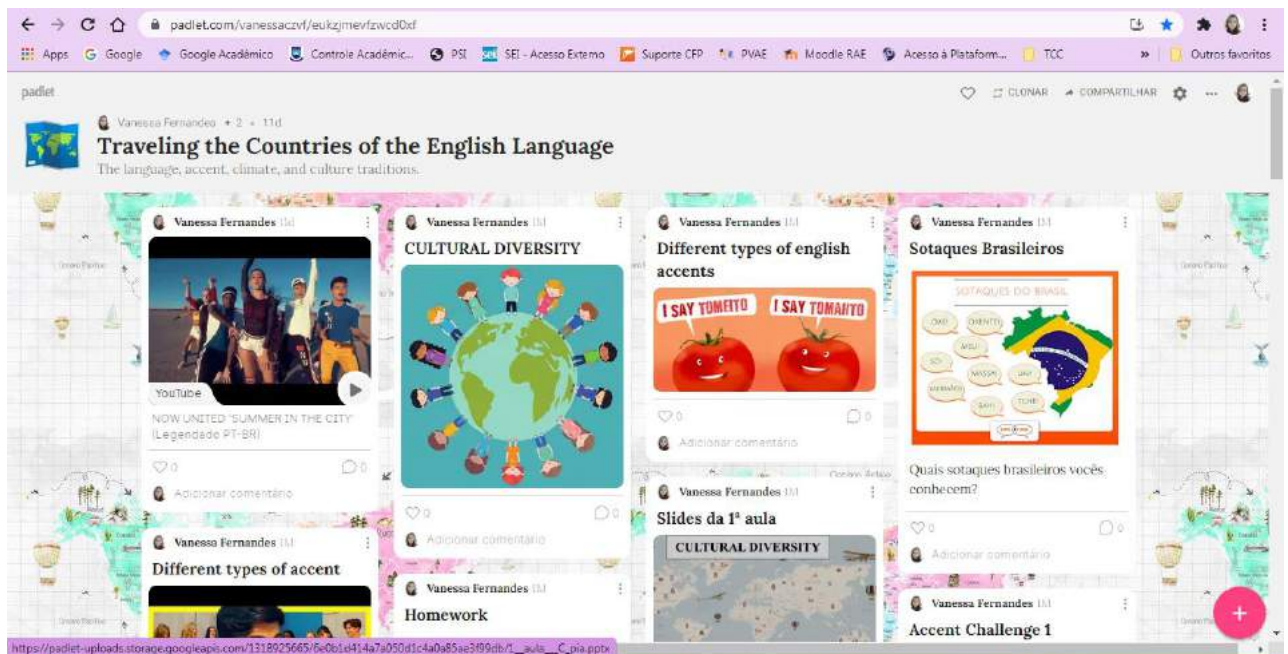 padlet.com/vanessaczvf/eukzjmevfzwcd0xf
Apps Google Google Acadêmico Controle Acadêmic... PSI SEI - Acesso Externo Suporte CFP PVAE Moodle RAE Acesso à Plataform... TCC » Outros favoritos
padlet
CLONAR COMPARTILHAR
Vanessa Fernandes + 2 • 11d
Traveling the Countries of the English Language
The language, accent, climate, and culture traditions.
Vanessa Fernandes
YouTube
NOW UNITED 'SUMMER IN THE CITY'
(Legendado PT-BR)
0 0
Adicionar comentário
Vanessa Fernandes
Different types of accent
Vanessa Fernandes
CULTURAL DIVERSITY
0 0
Adicionar comentário
Vanessa Fernandes
Homework
Vanessa Fernandes
Different types of english
accents
I SAY TOMEITO I SAY TOMAHTO
0 0
Adicionar comentário
Vanessa Fernandes
Slides da 1ª aula
CULTURAL DIVERSITY
Vanessa Fernandes
Sotaques Brasileiros
SOTAQUES DO BRASIL
OXENTE!
MEU!
MASSA!
Quais sotaques brasileiros vocês
conhecem?
0 0
Adicionar comentário
Vanessa Fernandes
Accent Challenge 1